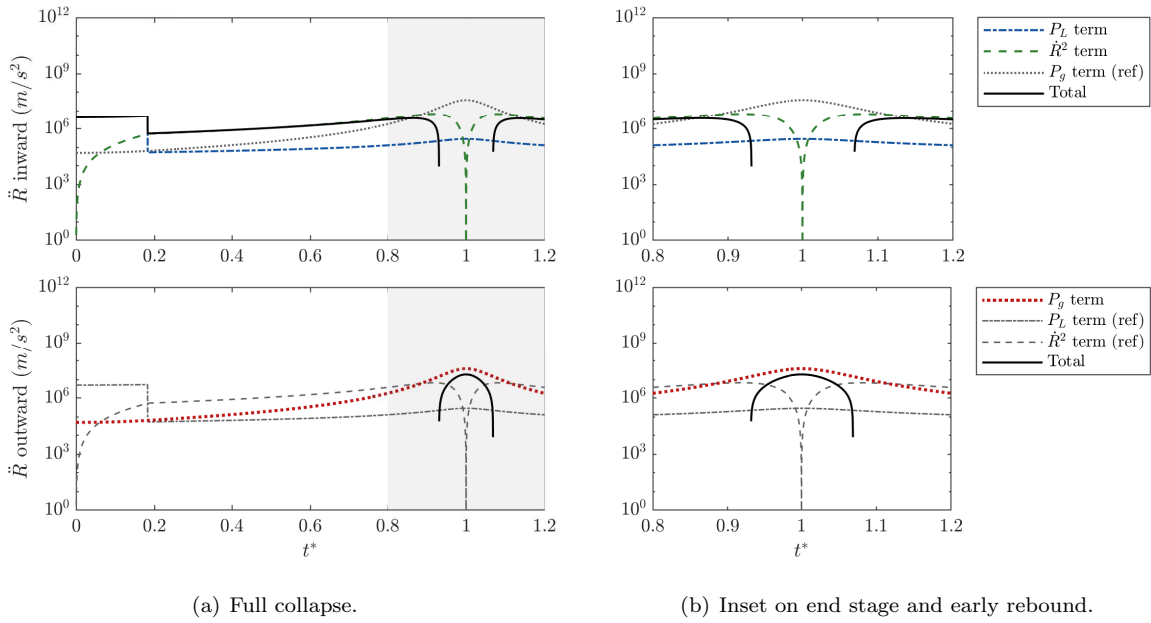 10^12
10^9
10^6
10^3
10^0
R̈ inward (m/s²)
0 0.2 0.4 0.6 0.8 1 1.2
10^12
10^9
10^6
10^3
10^0
0.8 0.9 1 1.1 1.2
P_L term
Ṙ² term
P_g term (ref)
Total
10^12
10^9
10^6
10^3
10^0
R̈ outward (m/s²)
0 0.2 0.4 0.6 0.8 1 1.2
t*
10^12
10^9
10^6
10^3
10^0
0.8 0.9 1 1.1 1.2
t*
P_g term
P_L term (ref)
Ṙ² term (ref)
Total
(a) Full collapse.
(b) Inset on end stage and early rebound.